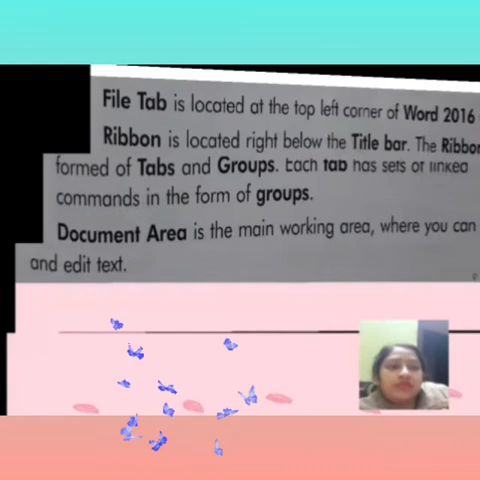 File Tab is located at the top left corner of Word 2016
Ribbon is located right below the Title bar. The Ribbo
formed of Tabs and Groups. Each tab has sets of linked
commands in the form of groups.
Document Area is the main working area, where you can
and edit text.